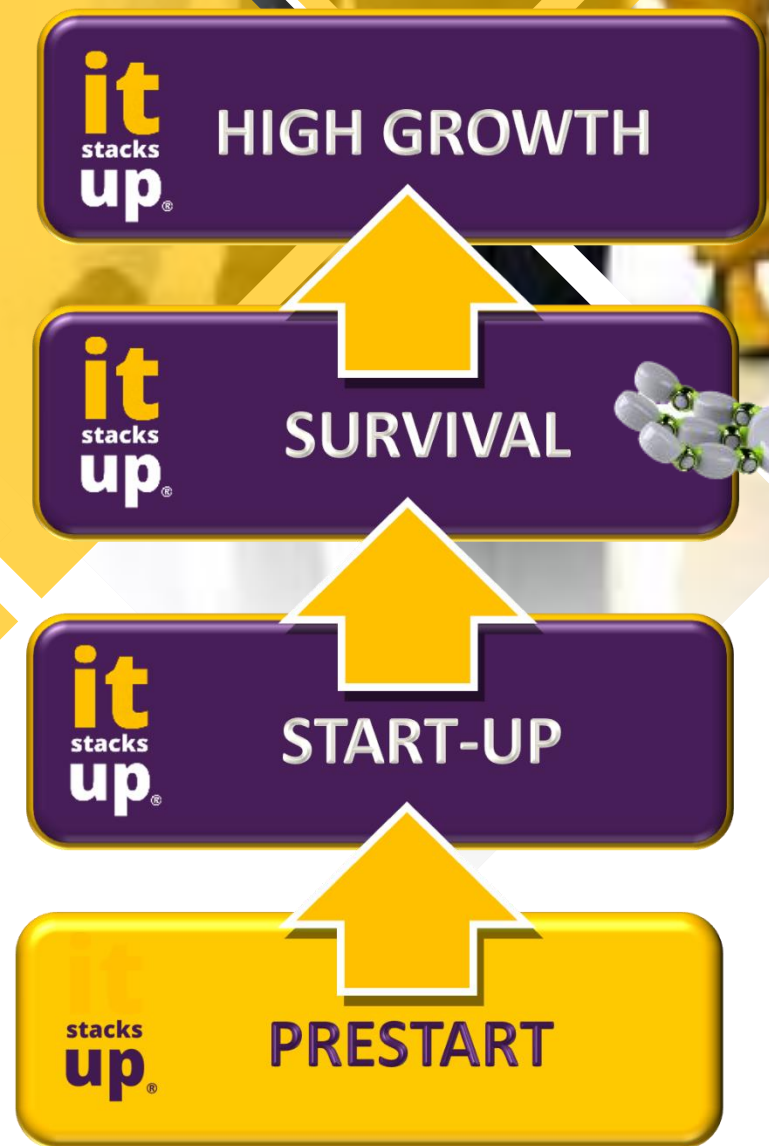 it
stacks
up®
HIGH GROWTH
it
stacks
up®
SURVIVAL
it
stacks
up®
START-UP
it
stacks
up®
PRESTART